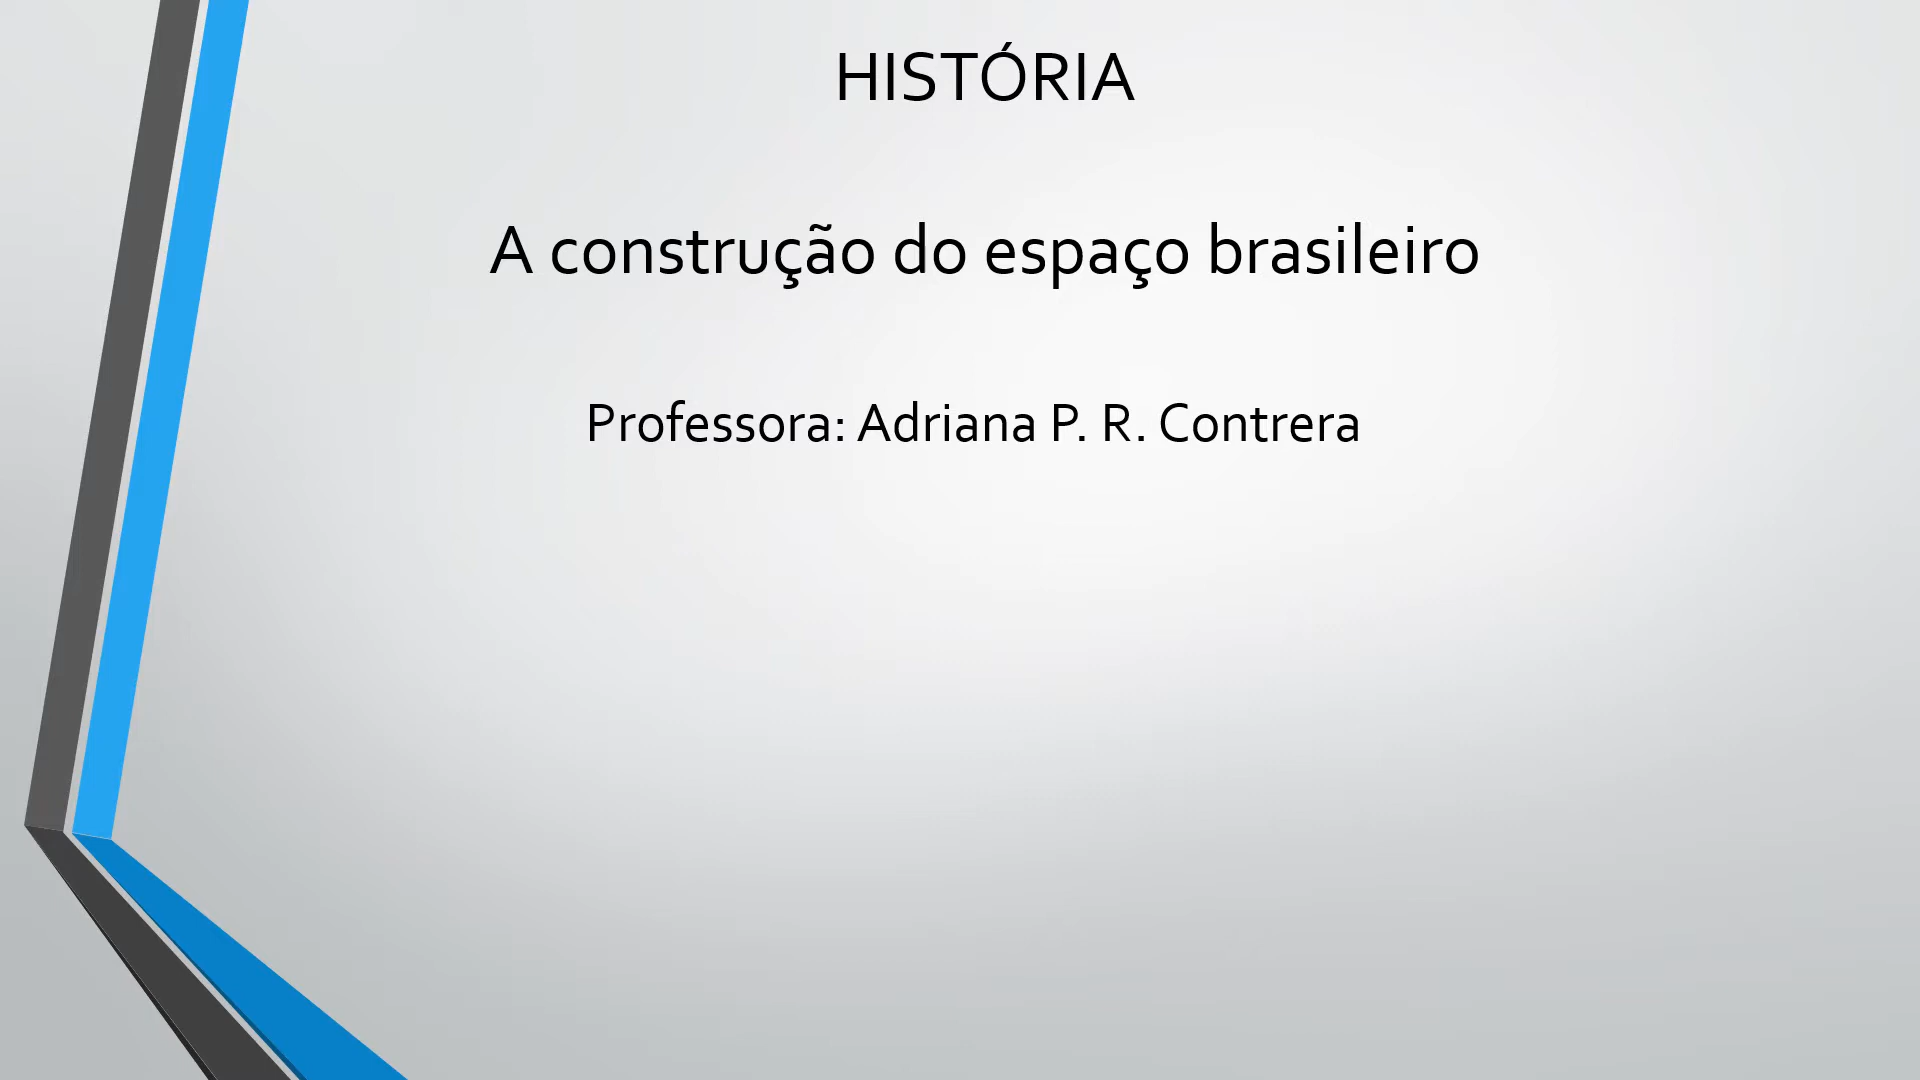 HISTÓRIA
A construção do espaço brasileiro
Professora: Adriana P. R. Contrera